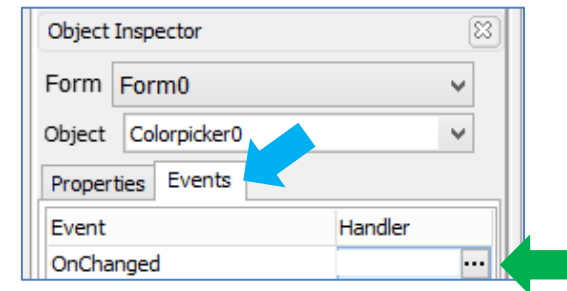 Object Inspector
Form Form0
Object Colorpicker0
Properties Events
Event Handler
OnChanged ...